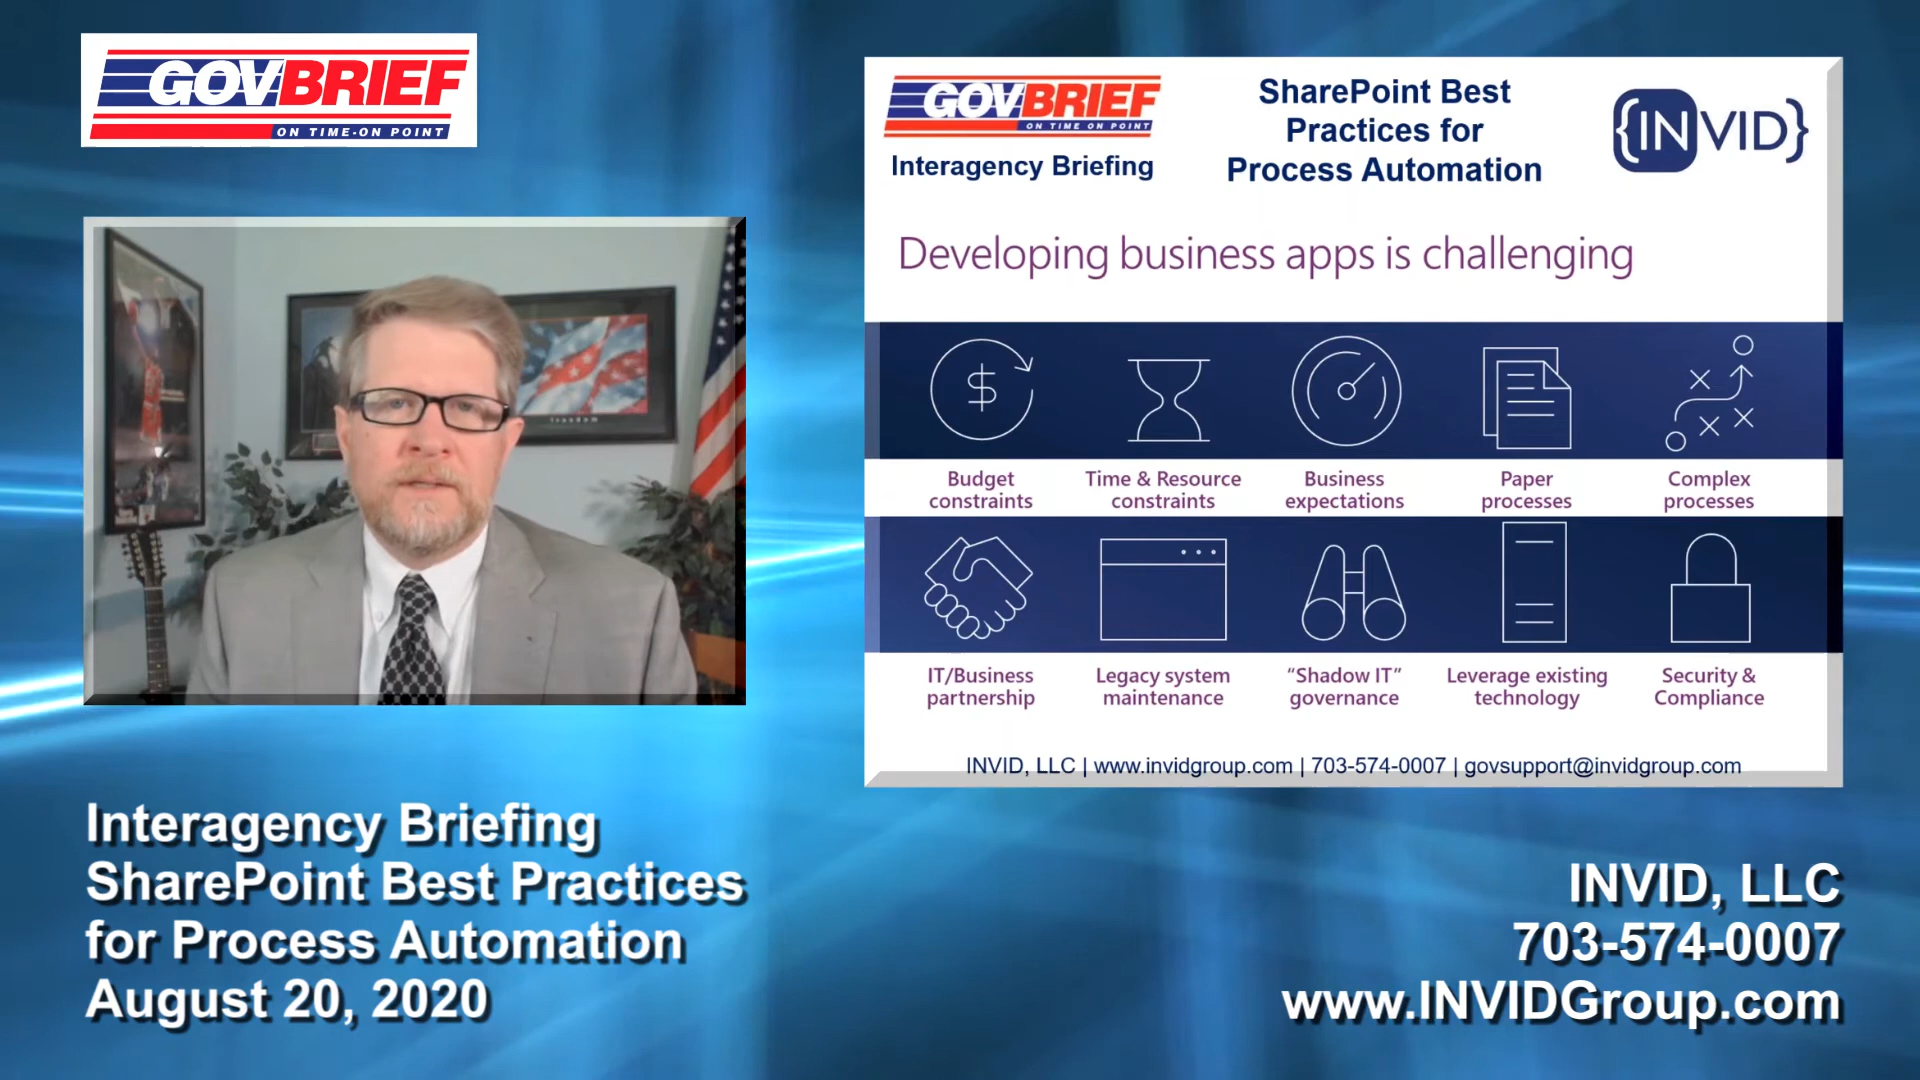 GOVBRIEF
ON TIME-ON POINT
freedom
Interagency Briefing
SharePoint Best Practices
for Process Automation
August 20, 2020
GOVBRIEF
ON TIME ON POINT
Interagency Briefing
SharePoint Best
Practices for
Process Automation
{INVID}
Developing business apps is challenging
$
Budget
constraints
Time & Resource
constraints
Business
expectations
Paper
processes
Complex
processes
IT/Business
partnership
Legacy system
maintenance
“Shadow IT”
governance
Leverage existing
technology
Security &
Compliance
INVID, LLC | www.invidgroup.com | 703-574-0007 | govsupport@invidgroup.com
INVID, LLC
703-574-0007
www.INVIDGroup.com